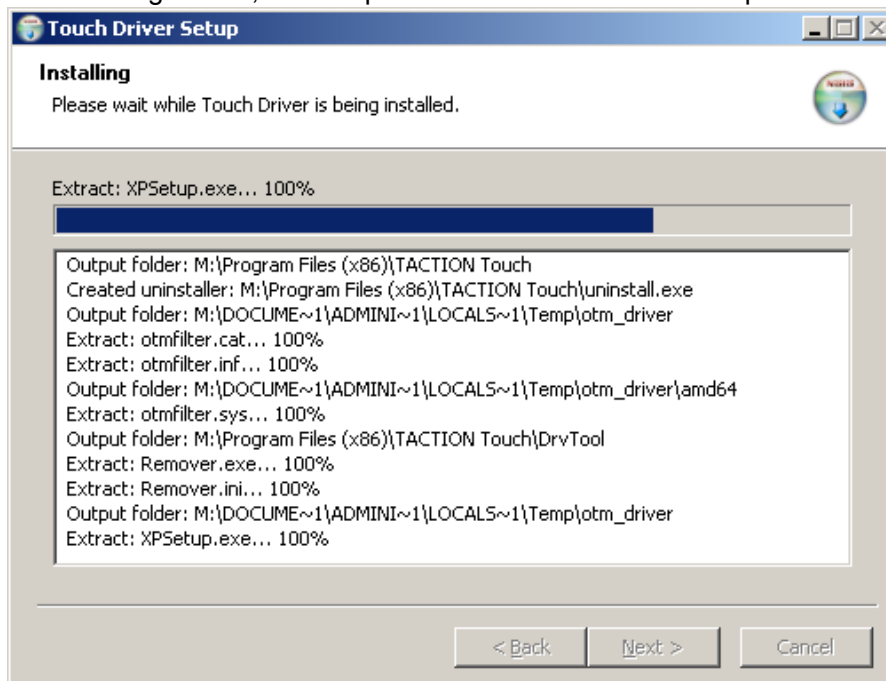 Touch Driver Setup
Installing
Please wait while Touch Driver is being installed.
Extract: XPSetup.exe... 100%
Output folder: M:\Program Files (x86)\TACTION Touch
Created uninstaller: M:\Program Files (x86)\TACTION Touch\uninstall.exe
Output folder: M:\DOCUME~1\ADMINI~1\LOCALS~1\Temp\otm_driver
Extract: otmfilter.cat... 100%
Extract: otmfilter.inf... 100%
Output folder: M:\DOCUME~1\ADMINI~1\LOCALS~1\Temp\otm_driver\amd64
Extract: otmfilter.sys... 100%
Output folder: M:\Program Files (x86)\TACTION Touch\DrvTool
Extract: Remover.exe... 100%
Extract: Remover.ini... 100%
Output folder: M:\DOCUME~1\ADMINI~1\LOCALS~1\Temp\otm_driver
Extract: XPSetup.exe... 100%
< Back Next > Cancel